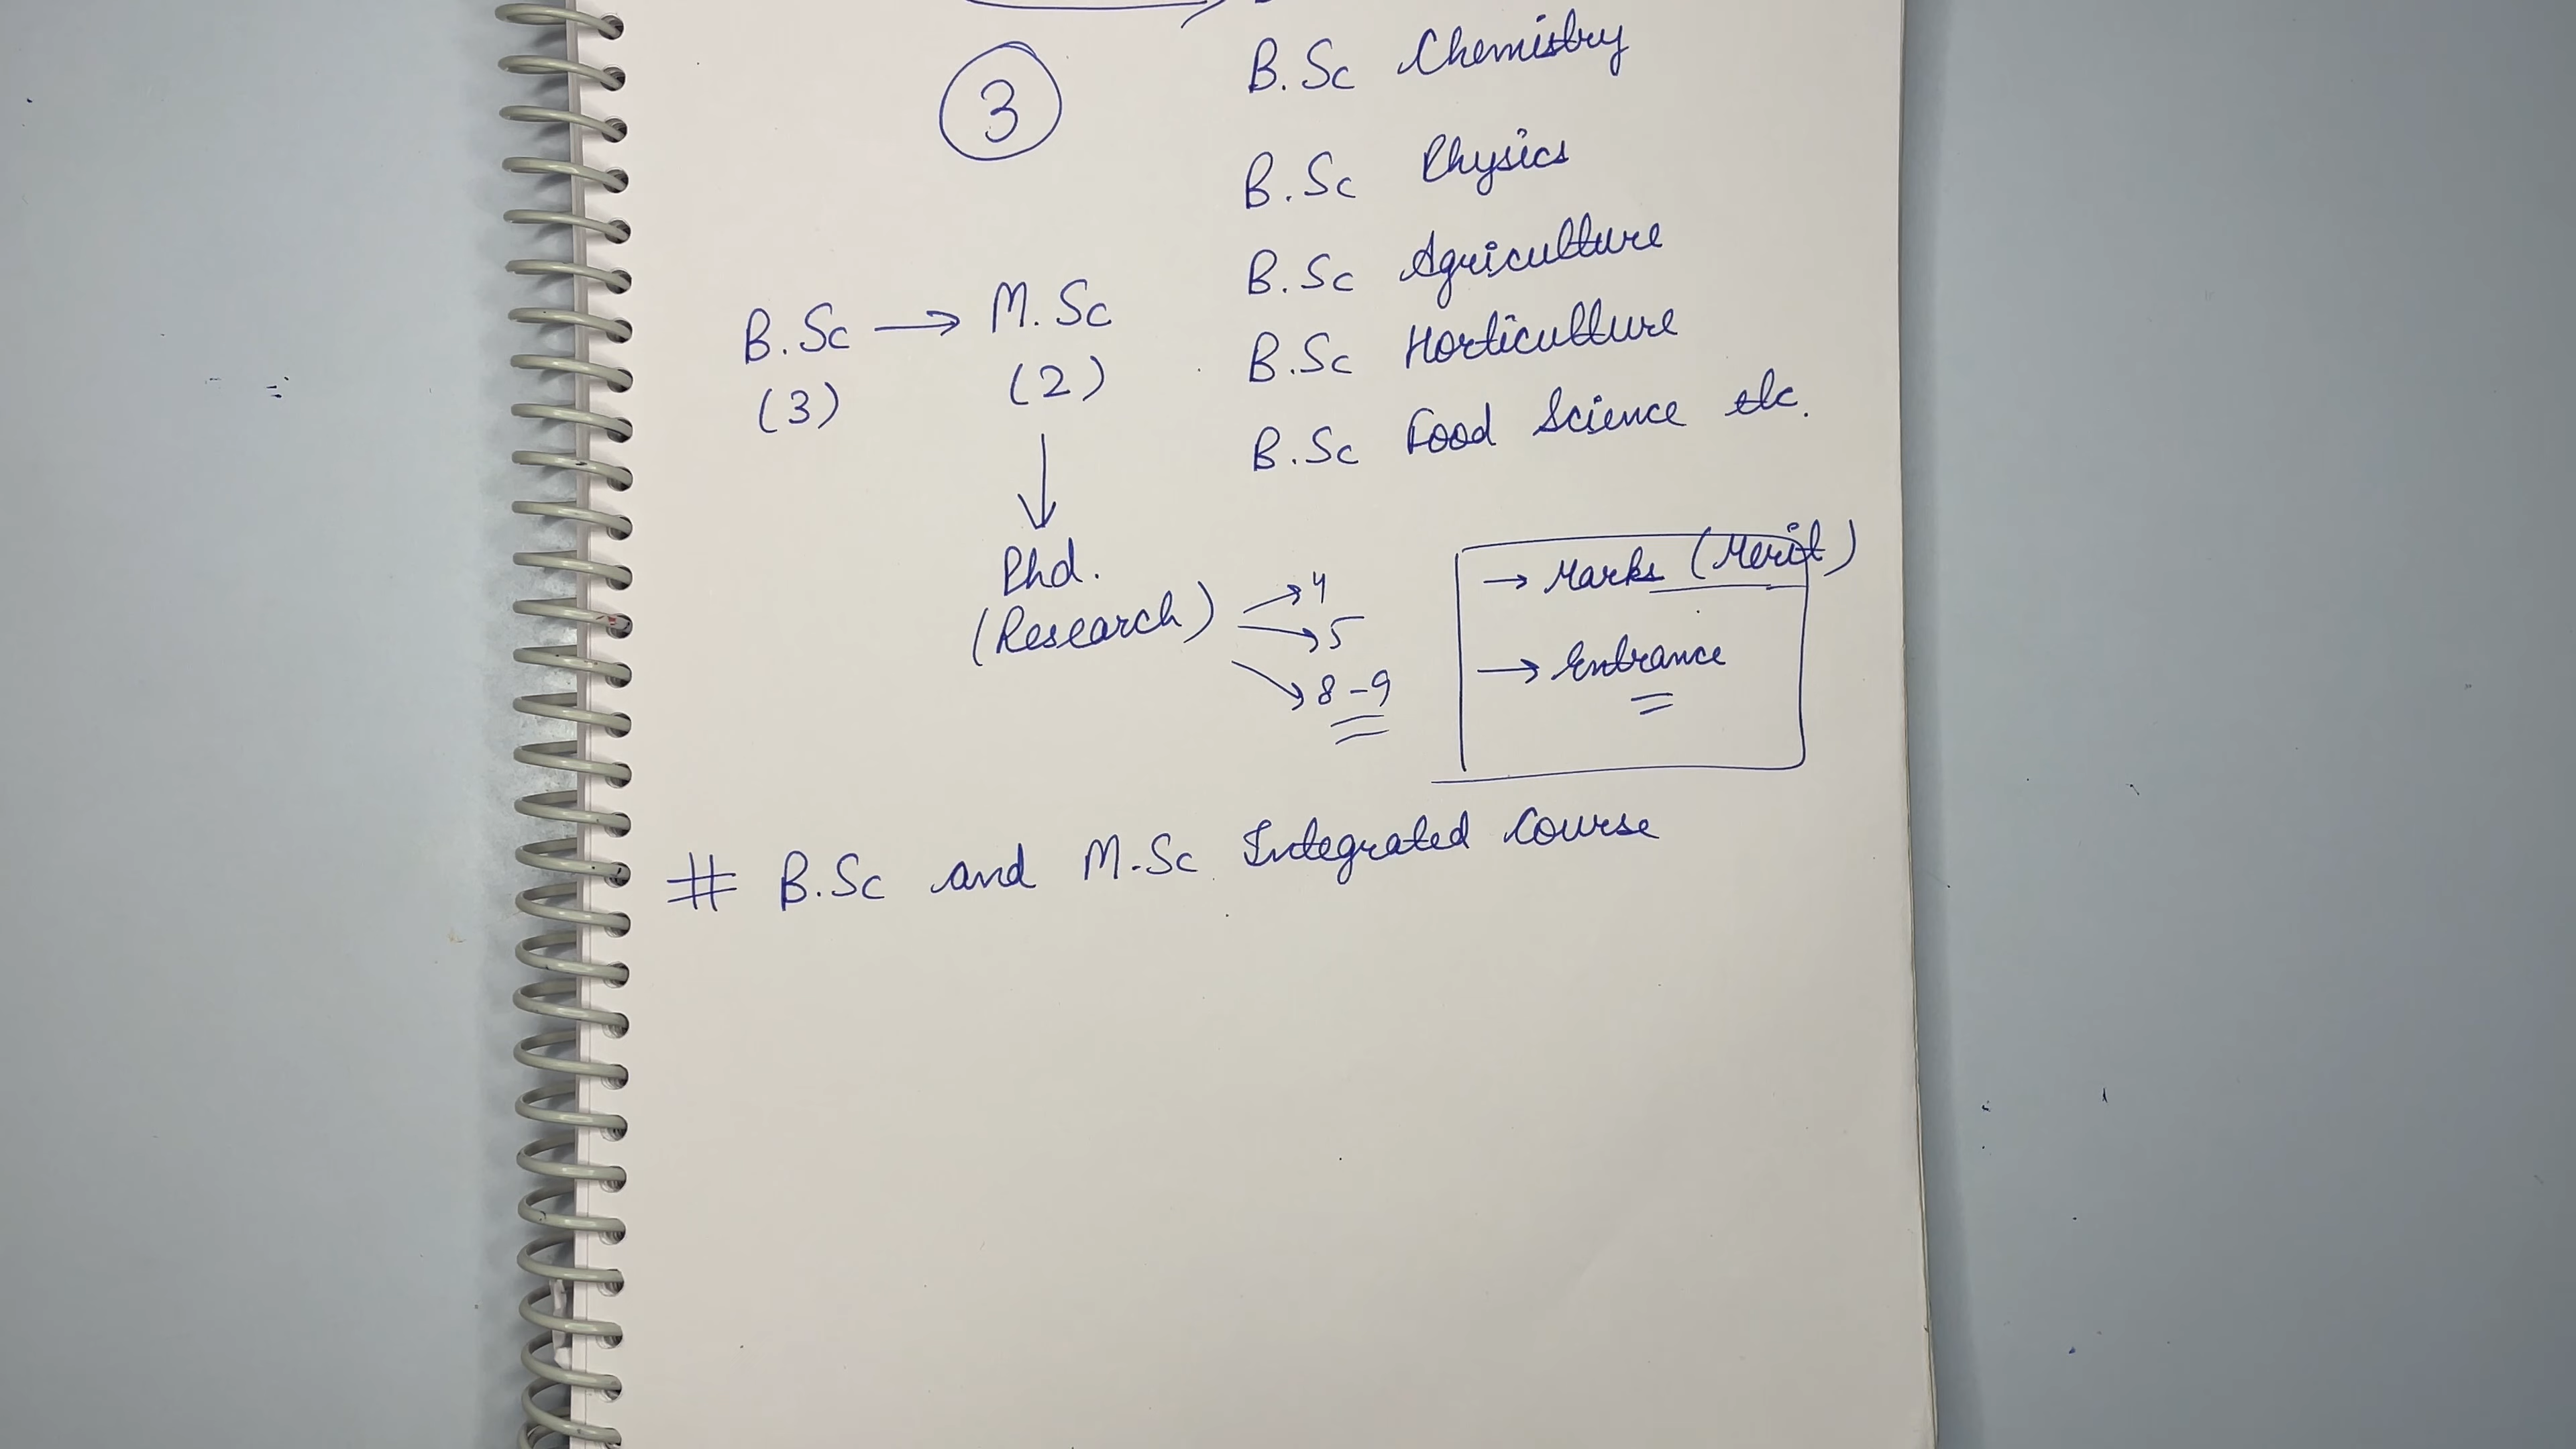 3
B.Sc Chemistry
B.Sc Physics
B.Sc Agriculture
B.Sc Horticulture
B.Sc Food Science etc.
B.Sc → M.Sc
(3) (2)
Phd.
(Research)
→ 4
→ 5
→ 8-9
→ Marks (Merit)
→ Entrance
# B.Sc and M.Sc Integrated Course